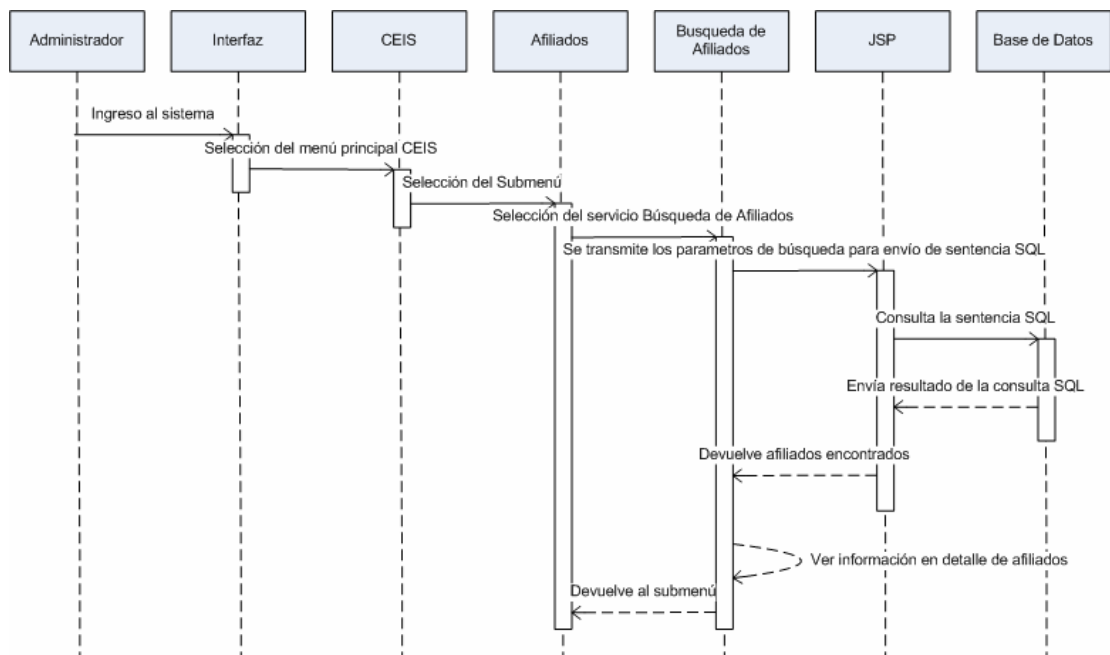 Administrador
Interfaz
CEIS
Afiliados
Busqueda de
Afiliados
JSP
Base de Datos
Ingreso al sistema
Selección del menú principal CEIS
Selección del Submenú
Selección del servicio Búsqueda de Afiliados
Se transmite los parametros de búsqueda para envío de sentencia SQL
Consulta la sentencia SQL
Envía resultado de la consulta SQL
Devuelve afiliados encontrados
Ver información en detalle de afiliados
Devuelve al submenú